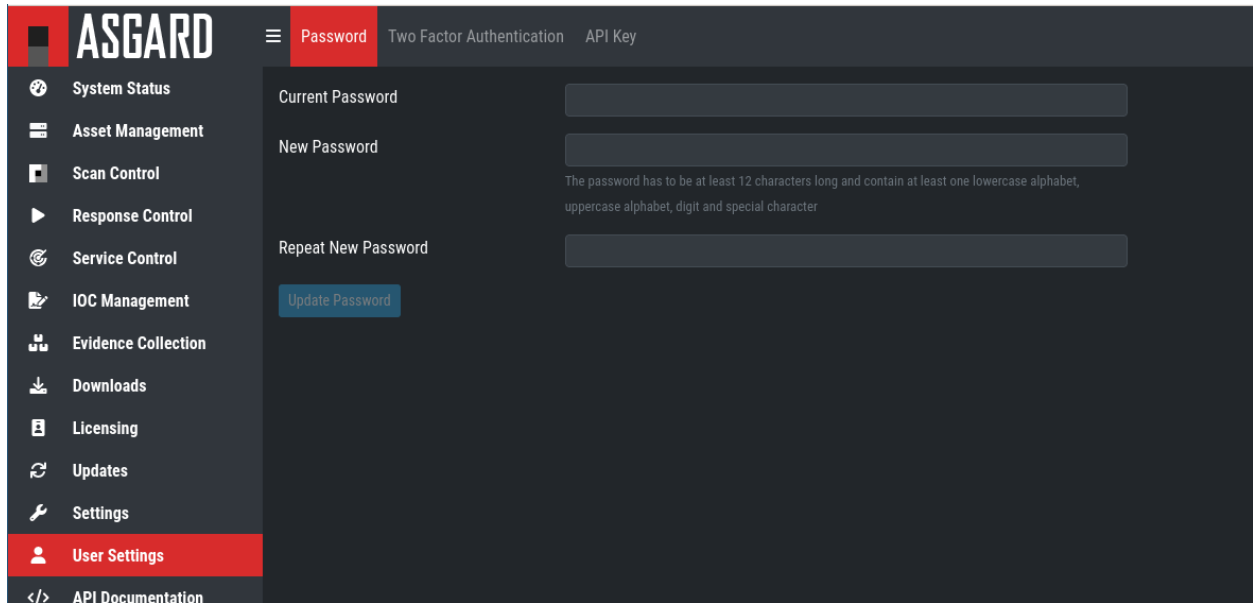 ASGARD
Password Two Factor Authentication API Key
System Status
Asset Management
Scan Control
Response Control
Service Control
IOC Management
Evidence Collection
Downloads
Licensing
Updates
Settings
User Settings
API Documentation
Current Password
New Password
The password has to be at least 12 characters long and contain at least one lowercase alphabet,
uppercase alphabet, digit and special character
Repeat New Password
Update Password